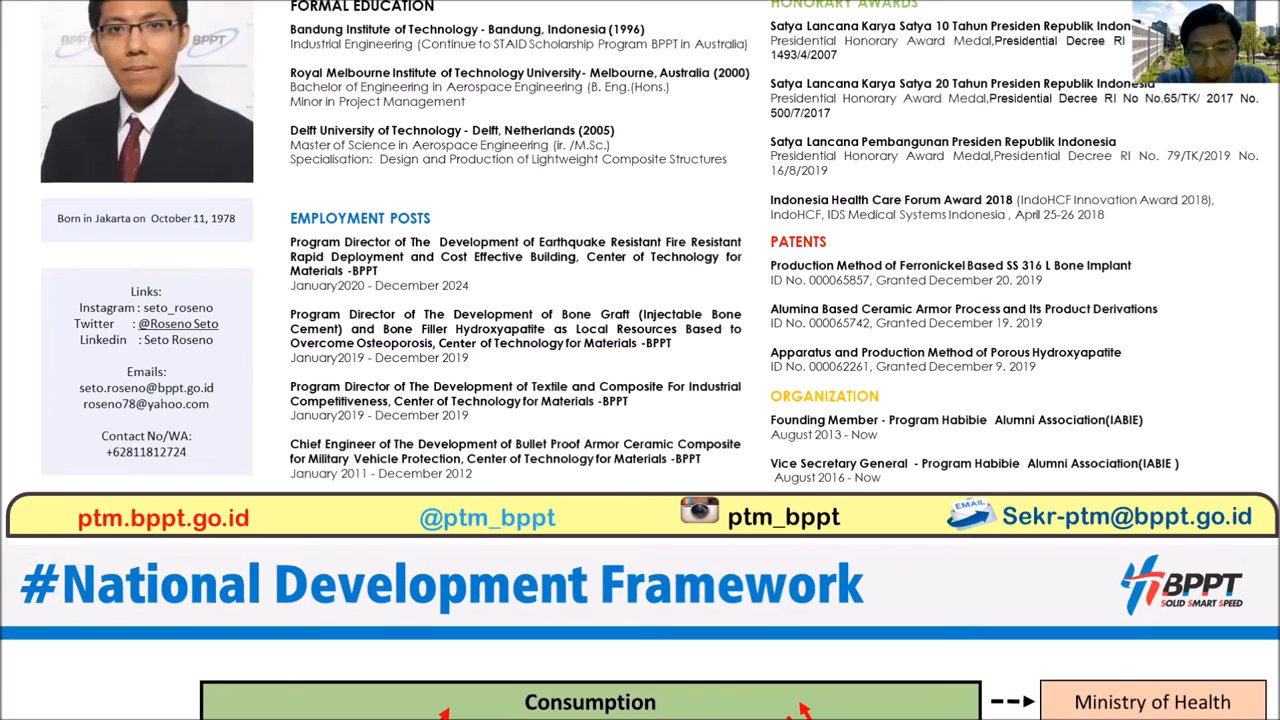 BPPT
FORMAL EDUCATION
Bandung Institute of Technology - Bandung, Indonesia (1996)
Industrial Engineering (Continue to STAID Scholarship Program BPPT in Australia)
Royal Melbourne Institute of Technology University- Melbourne, Australia (2000)
Bachelor of Engineering in Aerospace Engineering (B. Eng.(Hons.)
Minor in Project Management
Delft University of Technology - Delft, Netherlands (2005)
Master of Science in Aerospace Engineering (ir. /M.Sc.)
Specialisation: Design and Production of Lightweight Composite Structures
Born in Jakarta on October 11, 1978
Links:
Instagram : seto_roseno
Twitter : @Roseno Seto
Linkedin : Seto Roseno
Emails:
seto.roseno@bppt.go.id
roseno78@yahoo.com
Contact No/WA:
+62811812724
EMPLOYMENT POSTS
Program Director of The Development of Earthquake Resistant Fire Resistant
Rapid Deployment and Cost Effective Building, Center of Technology for
Materials -BPPT
January2020 - December 2024
Program Director of The Development of Bone Graft (Injectable Bone
Cement) and Bone Filler Hydroxyapatite as Local Resources Based to
Overcome Osteoporosis, Center of Technology for Materials -BPPT
January2019 - December 2019
Program Director of The Development of Textile and Composite For Industrial
Competitiveness, Center of Technology for Materials -BPPT
January2019 - December 2019
Chief Engineer of The Development of Bullet Proof Armor Ceramic Composite
for Military Vehicle Protection, Center of Technology for Materials -BPPT
January 2011 - December 2012
HONORARY AWARDS
Satya Lancana Karya Satya 10 Tahun Presiden Republik Indon
Presidential Honorary Award Medal,Presidential Decree RI
1493/4/2007
Satya Lancana Karya Satya 20 Tahun Presiden Republik Indonesia
Presidential Honorary Award Medal,Presidential Decree RI No No.65/TK/ 2017 No.
500/7/2017
Satya Lancana Pembangunan Presiden Republik Indonesia
Presidential Honorary Award Medal,Presidential Decree RI No. 79/TK/2019 No.
16/8/2019
Indonesia Health Care Forum Award 2018 (IndoHCF Innovation Award 2018),
IndoHCF, IDS Medical Systems Indonesia , April 25-26 2018
PATENTS
Production Method of Ferronickel Based SS 316 L Bone Implant
ID No. 000065857, Granted December 20. 2019
Alumina Based Ceramic Armor Process and Its Product Derivations
ID No. 000065742, Granted December 19. 2019
Apparatus and Production Method of Porous Hydroxyapatite
ID No. 000062261, Granted December 9. 2019
ORGANIZATION
Founding Member - Program Habibie Alumni Association(IABIE)
August 2013 - Now
Vice Secretary General - Program Habibie Alumni Association(IABIE )
August 2016 - Now
ptm.bppt.go.id
@ptm_bppt
ptm_bppt
EMAIL
Sekr-ptm@bppt.go.id
#National Development Framework
BPPT
SOLID SMART SPEED
Consumption
Ministry of Health